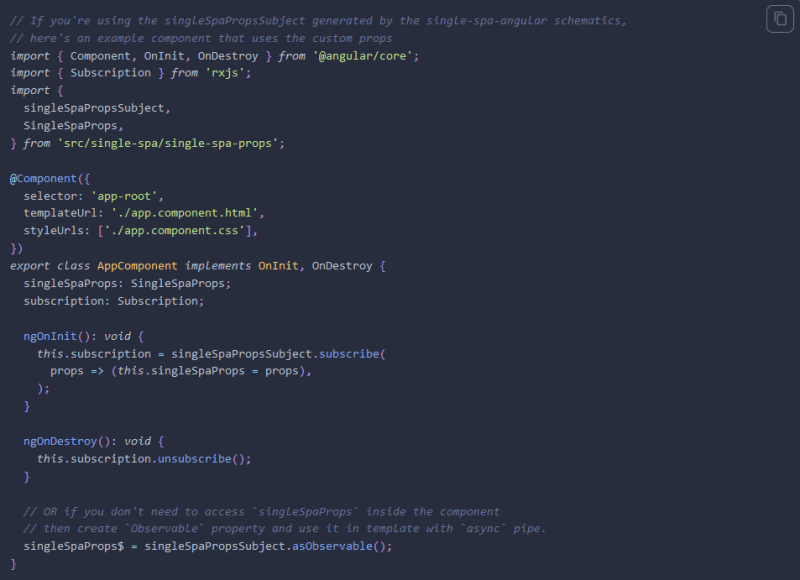 // If you're using the singleSpaPropsSubject generated by the single-spa-angular schematics,
// here's an example component that uses the custom props
import { Component, OnInit, OnDestroy } from '@angular/core';
import { Subscription } from 'rxjs';
import {
  singleSpaPropsSubject,
  SingleSpaProps,
} from 'src/single-spa/single-spa-props';

@Component({
  selector: 'app-root',
  templateUrl: './app.component.html',
  styleUrls: ['./app.component.css'],
})
export class AppComponent implements OnInit, OnDestroy {
  singleSpaProps: SingleSpaProps;
  subscription: Subscription;

  ngOnInit(): void {
    this.subscription = singleSpaPropsSubject.subscribe(
      props => (this.singleSpaProps = props),
    );
  }

  ngOnDestroy(): void {
    this.subscription.unsubscribe();
  }

  // OR if you don't need to access `singleSpaProps` inside the component
  // then create `Observable` property and use it in template with `async` pipe.
  singleSpaProps$ = singleSpaPropsSubject.asObservable();
}